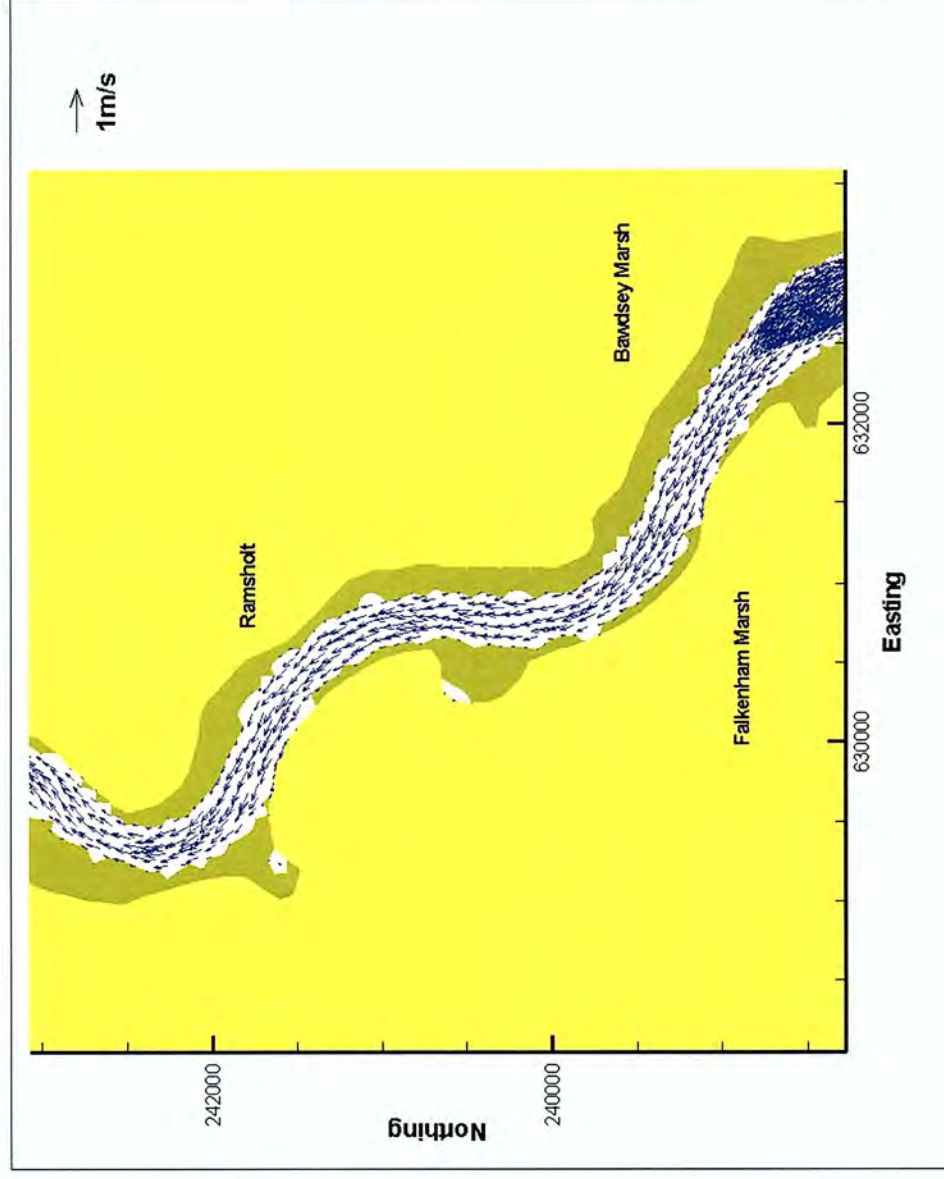 1m/s
Ramsholt
Bawdsey Marsh
Falkenham Marsh
242000
240000
Northing
630000
632000
Easting